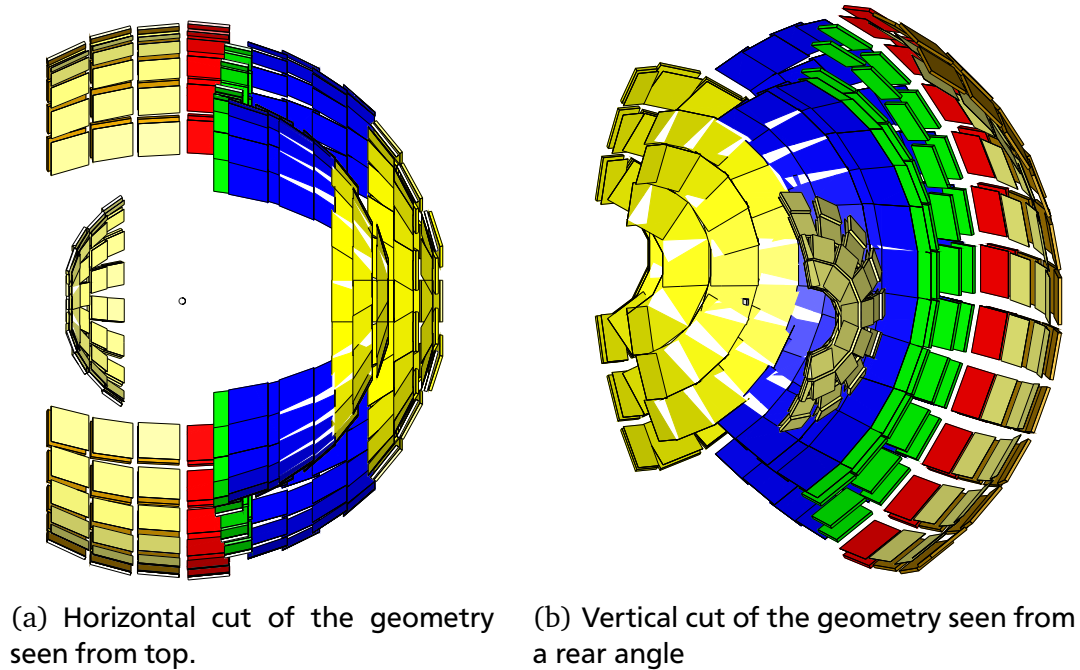 (a) Horizontal cut of the geometry
seen from top.
(b) Vertical cut of the geometry seen from
a rear angle